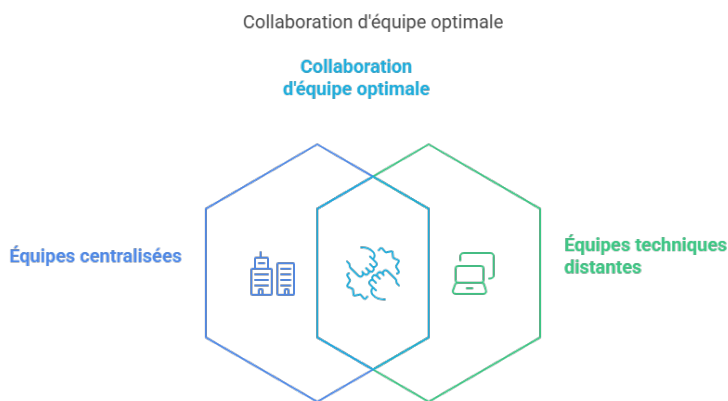 Collaboration d'équipe optimale
Collaboration
d'équipe optimale
Équipes centralisées
Équipes techniques
distantes